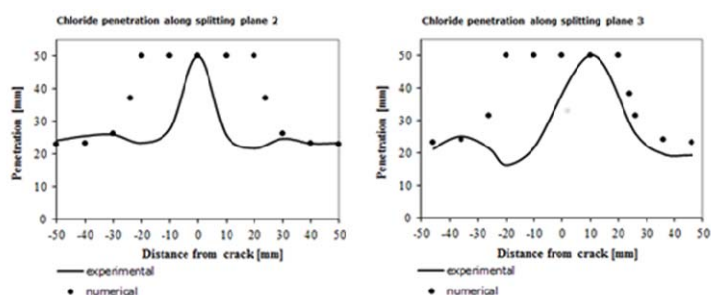 Chloride penetration along splitting plane 2
Penetration [mm]
50
40
30
20
10
0
-50 -40 -30 -20 -10 0 10 20 30 40 50
Distance from crack [mm]
experimental
numerical
Chloride penetration along splitting plane 3
Penetration [mm]
50
40
30
20
10
0
-50 -40 -30 -20 -10 0 10 20 30 40 50
Distance from crack [mm]
experimental
numerical